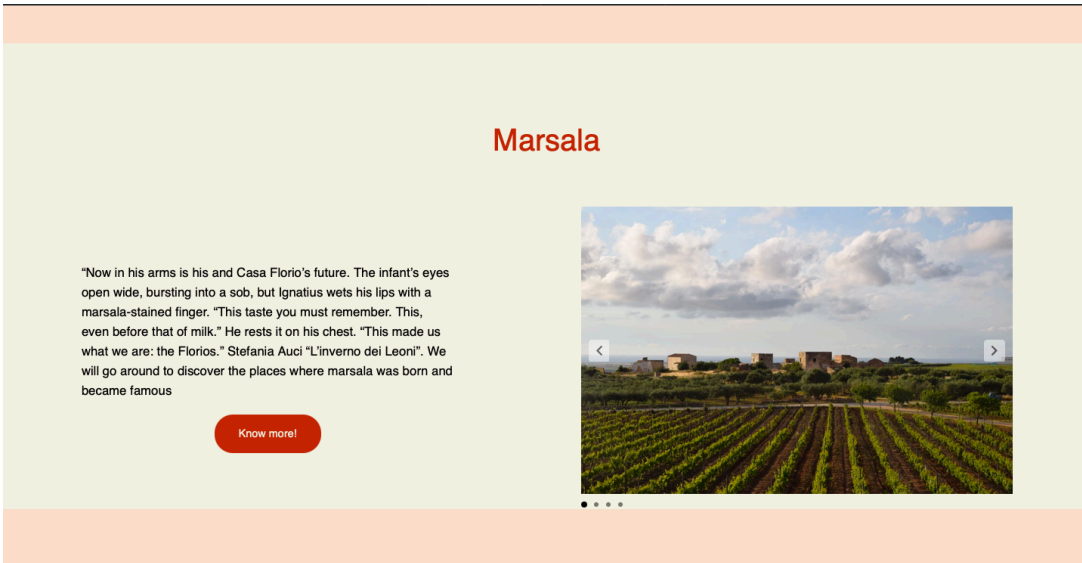 Marsala
“Now in his arms is his and Casa Florio’s future. The infant’s eyes
open wide, bursting into a sob, but Ignatius wets his lips with a
marsala-stained finger. “This taste you must remember. This,
even before that of milk.” He rests it on his chest. “This made us
what we are: the Florios.” Stefania Auci “L’inverno dei Leoni”. We
will go around to discover the places where marsala was born and
became famous
Know more!